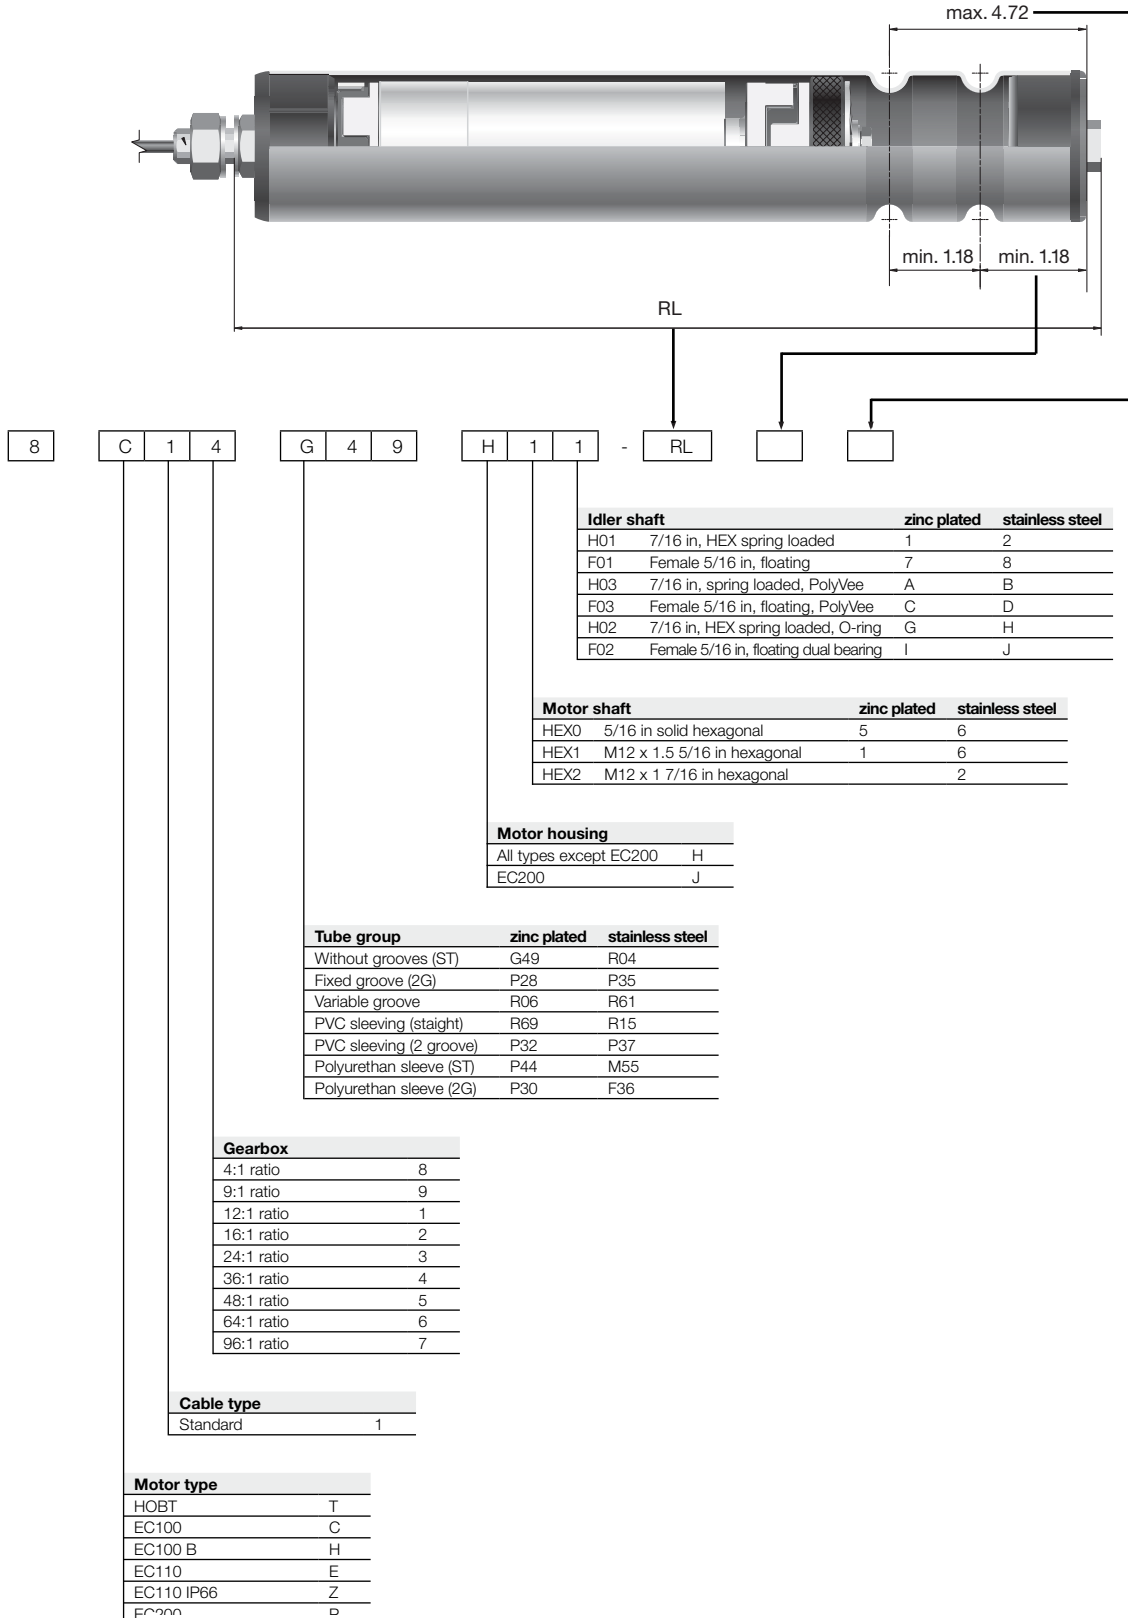 max. 4.72
min. 1.18 min. 1.18
RL
8 C 1 4 G 4 9 H 1 1 - RL
Idler shaft zinc plated stainless steel
H01 7/16 in, HEX spring loaded 1 2
F01 Female 5/16 in, floating 7 8
H03 7/16 in, spring loaded, PolyVee A B
F03 Female 5/16 in, floating, PolyVee C D
H02 7/16 in, HEX spring loaded, O-ring G H
F02 Female 5/16 in, floating dual bearing I J
Motor shaft zinc plated stainless steel
HEX0 5/16 in solid hexagonal 5 6
HEX1 M12 x 1.5 5/16 in hexagonal 1 6
HEX2 M12 x 1 7/16 in hexagonal 2
Motor housing
All types except EC200 H
EC200 J
Tube group zinc plated stainless steel
Without grooves (ST) G49 R04
Fixed groove (2G) P28 P35
Variable groove R06 R61
PVC sleeving (staight) R69 R15
PVC sleeving (2 groove) P32 P37
Polyurethan sleeve (ST) P44 M55
Polyurethan sleeve (2G) P30 F36
Gearbox
4:1 ratio 8
9:1 ratio 9
12:1 ratio 1
16:1 ratio 2
24:1 ratio 3
36:1 ratio 4
48:1 ratio 5
64:1 ratio 6
96:1 ratio 7
Cable type
Standard 1
Motor type
HOBT T
EC100 C
EC100 B H
EC110 E
EC110 IP66 Z
EC200